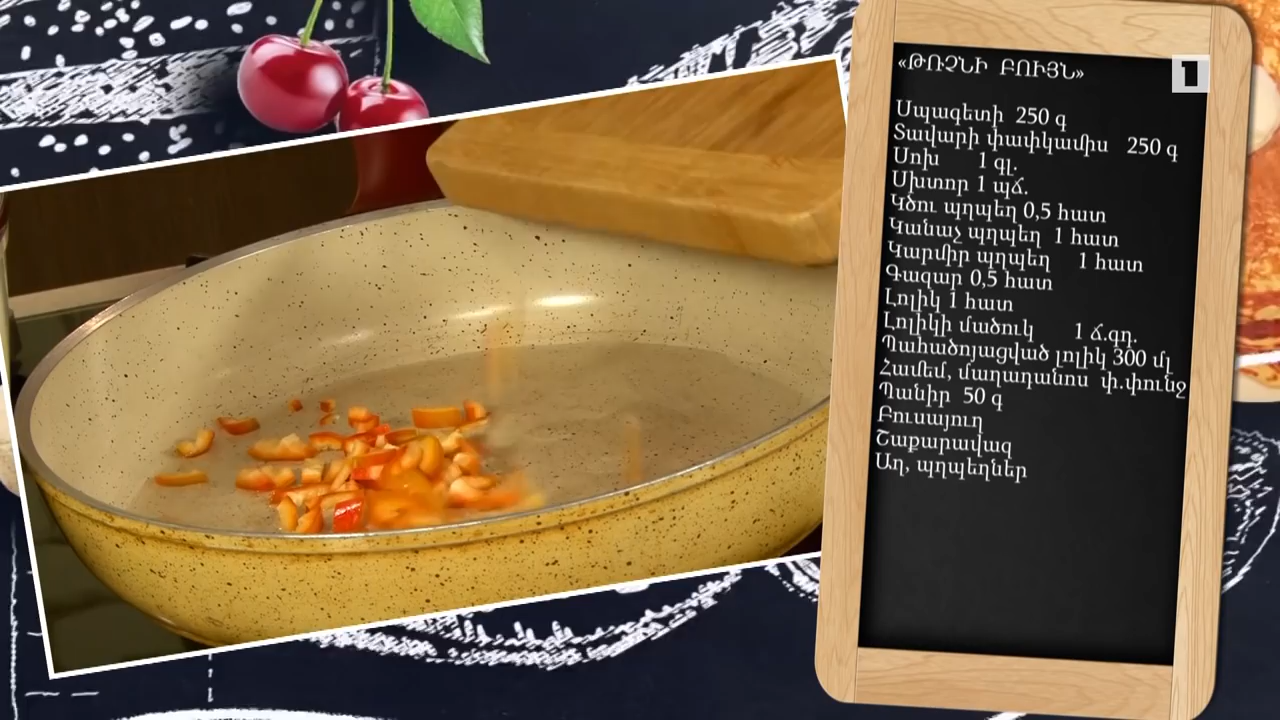 «ԹՌՉՆԻ ԲՈՒՅՆ»
1
Սպագետի 250 գ
Տավարի փափկամիս 250 գ
Սոխ 1 գլ.
Սխտոր 1 պճ.
Կծու պղպեղ 0,5 հատ
Կանաչ պղպեղ 1 հատ
Կարմիր պղպեղ 1 հատ
Գազար 0,5 հատ
Լոլիկ 1 հատ
Լոլիկի մածուկ 1 ճ.գդ.
Պահածոյացված լոլիկ 300 մլ
Համեմ, մաղադանոս փ.փունջ
Պանիր 50 գ
Բուսայուղ
Շաքարավազ
Աղ, պղպեղներ